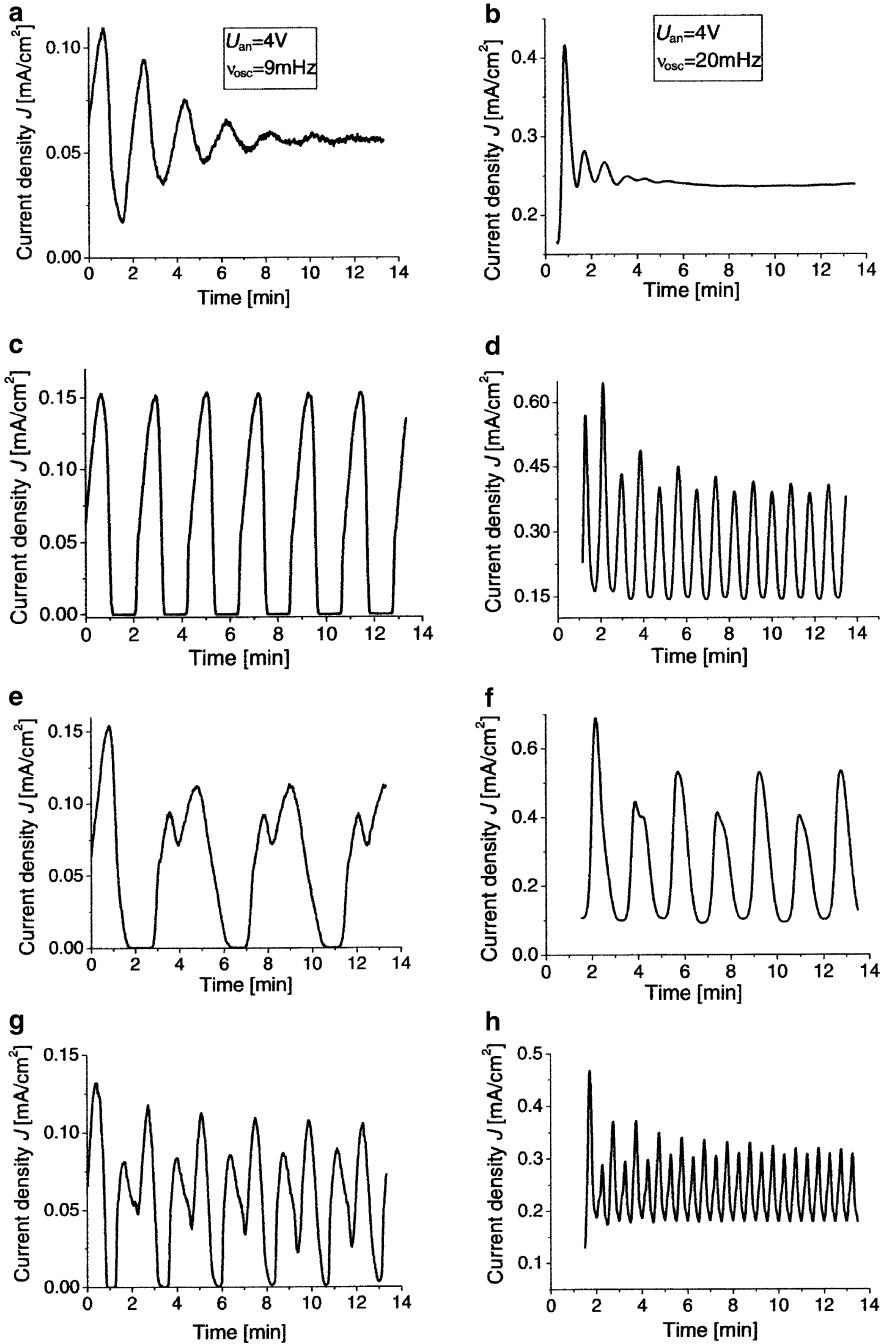 a
U_an=4V
ν_osc=9mHz
Current density J [mA/cm²]
0.10
0.05
0.00
0 2 4 6 8 10 12 14
Time [min]
b
U_an=4V
ν_osc=20mHz
Current density J [mA/cm²]
0.4
0.3
0.2
0 2 4 6 8 10 12 14
Time [min]
c
Current density J [mA/cm²]
0.15
0.10
0.05
0.00
0 2 4 6 8 10 12 14
Time [min]
d
Current density J [mA/cm²]
0.60
0.45
0.30
0.15
0 2 4 6 8 10 12 14
Time [min]
e
Current density J [mA/cm²]
0.15
0.10
0.05
0.00
0 2 4 6 8 10 12 14
Time [min]
f
Current density J [mA/cm²]
0.6
0.4
0.2
0.0
0 2 4 6 8 10 12 14
Time [min]
g
Current density J [mA/cm²]
0.15
0.10
0.05
0.00
0 2 4 6 8 10 12 14
Time [min]
h
Current density J [mA/cm²]
0.5
0.4
0.3
0.2
0.1
0 2 4 6 8 10 12 14
Time [min]